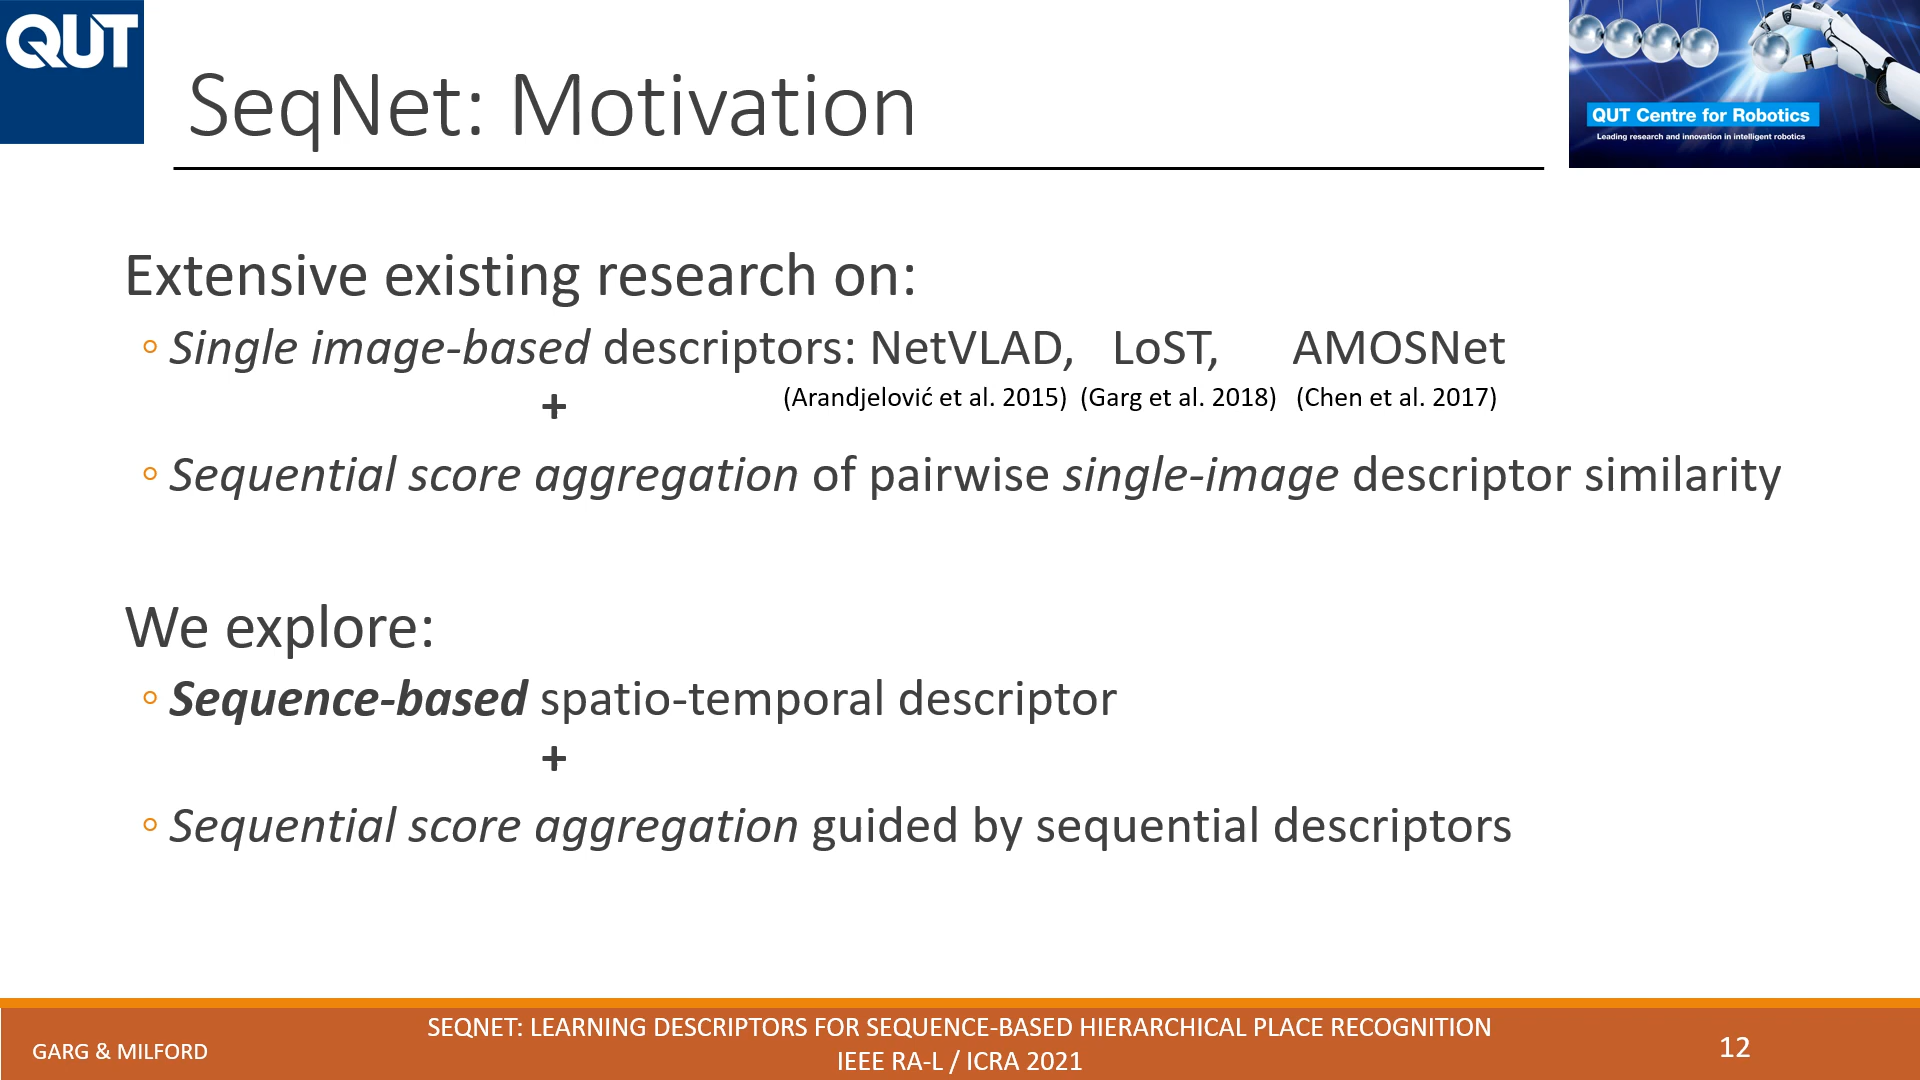 QUT
SeqNet: Motivation
QUT Centre for Robotics
Leading research and innovation in intelligent robotics
Extensive existing research on:
◦ Single image-based descriptors: NetVLAD, LoST, AMOSNet
(Arandjelović et al. 2015) (Garg et al. 2018) (Chen et al. 2017)
+
◦ Sequential score aggregation of pairwise single-image descriptor similarity
We explore:
◦ Sequence-based spatio-temporal descriptor
+
◦ Sequential score aggregation guided by sequential descriptors
GARG & MILFORD
SEQNET: LEARNING DESCRIPTORS FOR SEQUENCE-BASED HIERARCHICAL PLACE RECOGNITION
IEEE RA-L / ICRA 2021
12